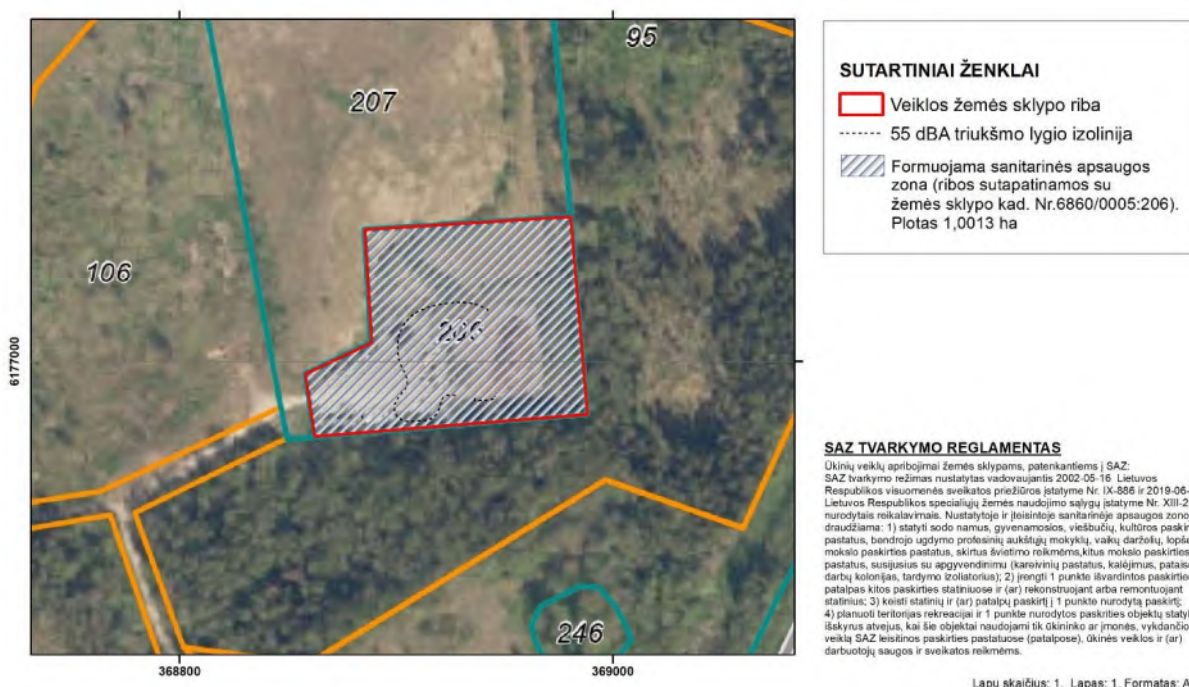 95
207
106
206
246
6177000
368800
369000
SUTARTINIAI ŽENKLAI
Veiklos žemės sklypo riba
55 dBA triukšmo lygio izolinija
Formuojama sanitarinės apsaugos
zona (ribos sutapatinamos su
žemės sklypo kad. Nr.6860/0005:206).
Plotas 1,0013 ha
SAZ TVARKYMO REGLAMENTAS
Ūkinių veiklų apribojimai žemės sklypams, patenkantiems į SAZ:
SAZ tvarkymo režimas nustatytas vadovaujantis 2002-05-16 Lietuvos
Respublikos visuomenės sveikatos priežiūros įstatyme Nr. IX-886 ir 2019-06-
Lietuvos Respublikos specialiųjų žemės naudojimo sąlygų įstatyme Nr. XIII-2
nurodytais reikalavimais. Nustatytoje ir įteisintoje sanitarinėje apsaugos zono
draudžiama: 1) statyti sodo namus, gyvenamosios, viešbučių, kultūros paskir
pastatus, bendrojo ugdymo profesinių aukštųjų mokyklų, vaikų darželių, lopše
mokslo paskirties pastatus, skirtus švietimo reikmėms,kitus mokslo paskirties
pastatus, susijusius su apgyvendinimu (kareivinių pastatus, kalėjimus, patais
darbų kolonijas, tardymo izoliatorius); 2) įrengti 1 punkte išvardintos paskirties
patalpas kitos paskirties statiniuose ir (ar) rekonstruojant arba remontuojant
statinius; 3) keisti statinių ir (ar) patalpų paskirtį į 1 punkte nurodytą paskirtį;
4) planuoti teritorijas rekreacijai ir 1 punkte nurodytos paskrities objektų statyb
išskyrus atvejus, kai šie objektai naudojami tik ūkininko ar įmonės, vykdančio
veiklą SAZ leisitinos paskirties pastatuose (patalpose), ūkinės veiklos ir (ar)
darbuotojų saugos ir sveikatos reikmėms.
Lapų skaičius: 1. Lapas: 1. Formatas: A